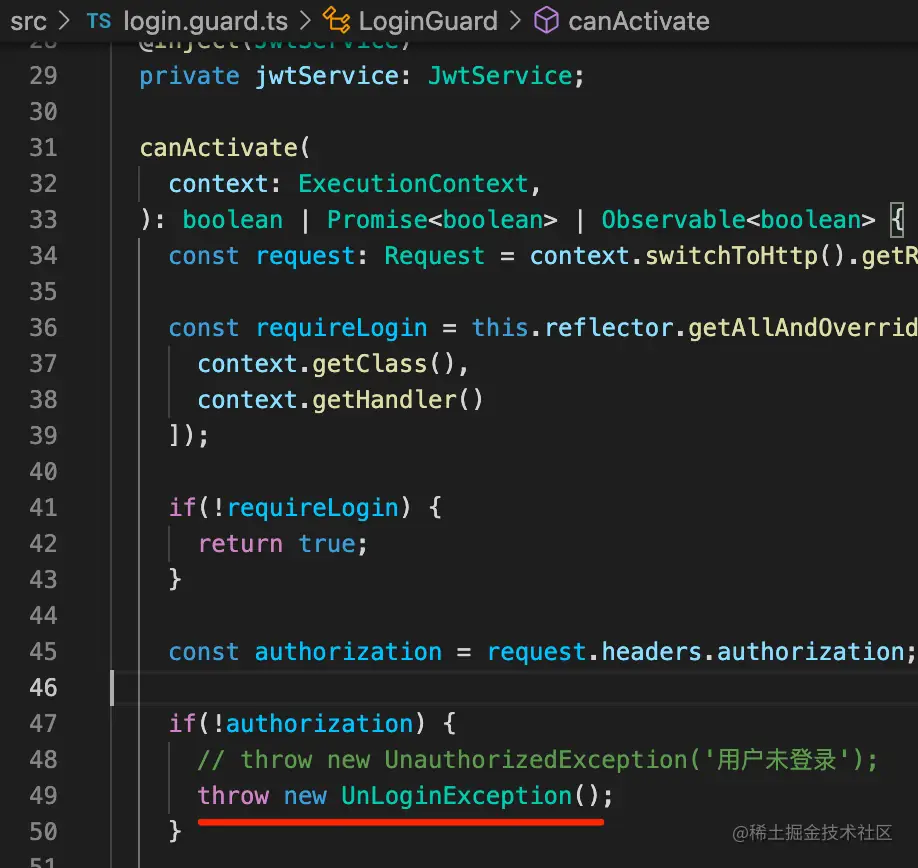 src > TS login.guard.ts > LoginGuard > canActivate
28 @Inject(JwtService)
29 private jwtService: JwtService;
30
31 canActivate(
32 context: ExecutionContext,
33 ): boolean | Promise<boolean> | Observable<boolean> {
34 const request: Request = context.switchToHttp().getR
35
36 const requireLogin = this.reflector.getAllAndOverrid
37 context.getClass(),
38 context.getHandler()
39 ]);
40
41 if(!requireLogin) {
42 return true;
43 }
44
45 const authorization = request.headers.authorization;
46
47 if(!authorization) {
48 // throw new UnauthorizedException('用户未登录');
49 throw new UnLoginException();
50 }
51
@稀土掘金技术社区